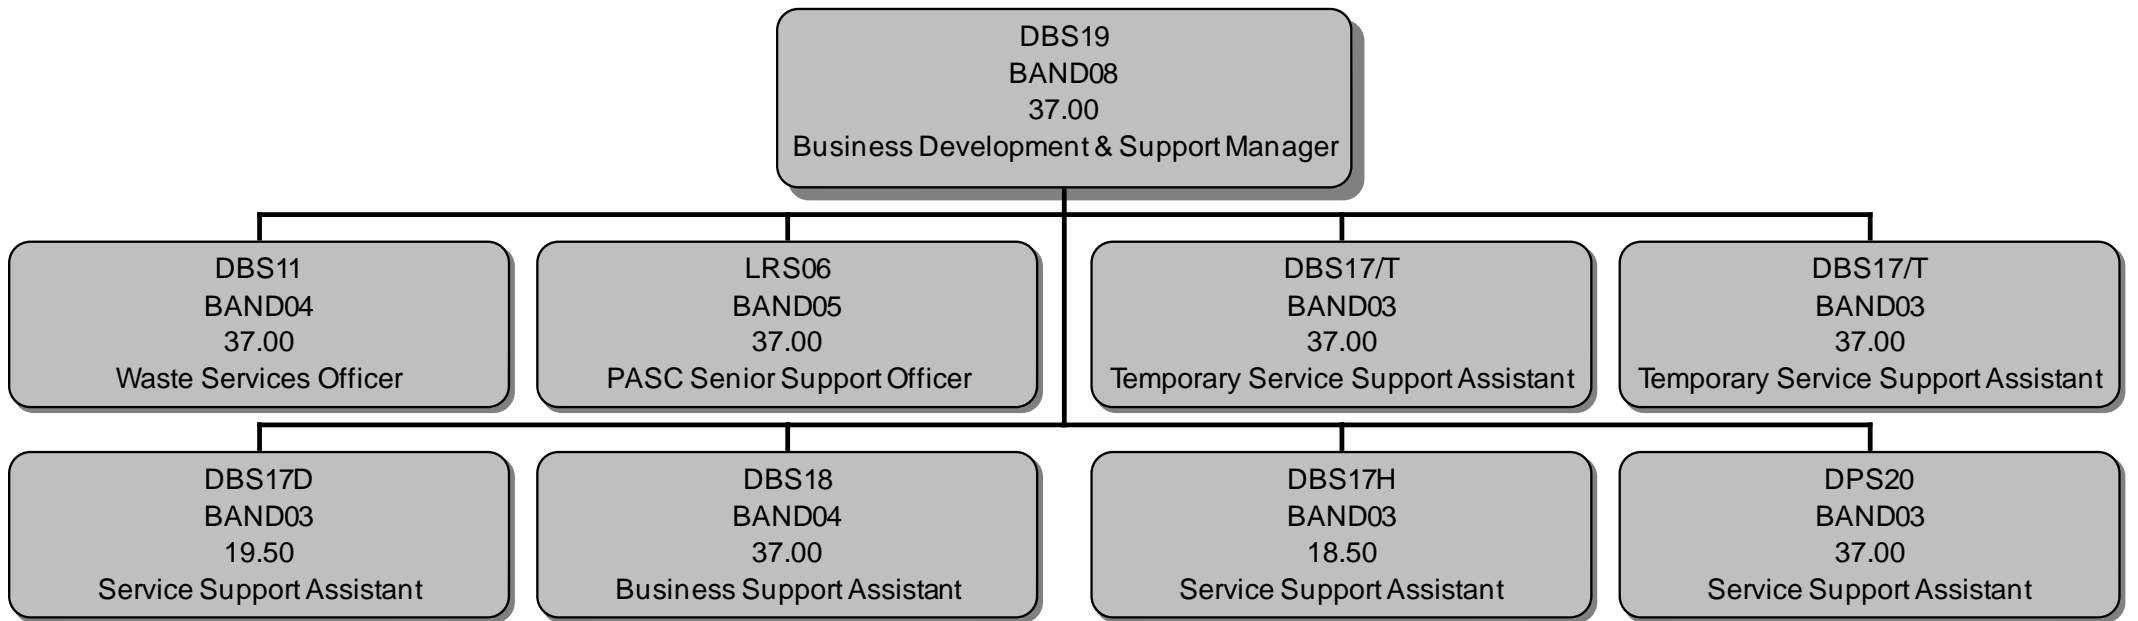 DBS19
BAND08
37.00
Business Development & Support Manager
DBS11
BAND04
37.00
Waste Services Officer
LRS06
BAND05
37.00
PASC Senior Support Officer
DBS17/T
BAND03
37.00
Temporary Service Support Assistant
DBS17/T
BAND03
37.00
Temporary Service Support Assistant
DBS17D
BAND03
19.50
Service Support Assistant
DBS18
BAND04
37.00
Business Support Assistant
DBS17H
BAND03
18.50
Service Support Assistant
DPS20
BAND03
37.00
Service Support Assistant